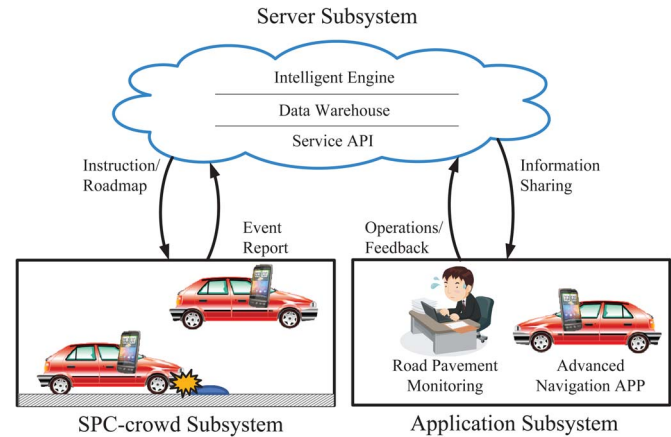 Server Subsystem
Intelligent Engine
Data Warehouse
Service API
Instruction/
Roadmap
Event
Report
Operations/
Feedback
Information
Sharing
Road Pavement
Monitoring
Advanced
Navigation APP
SPC-crowd Subsystem
Application Subsystem